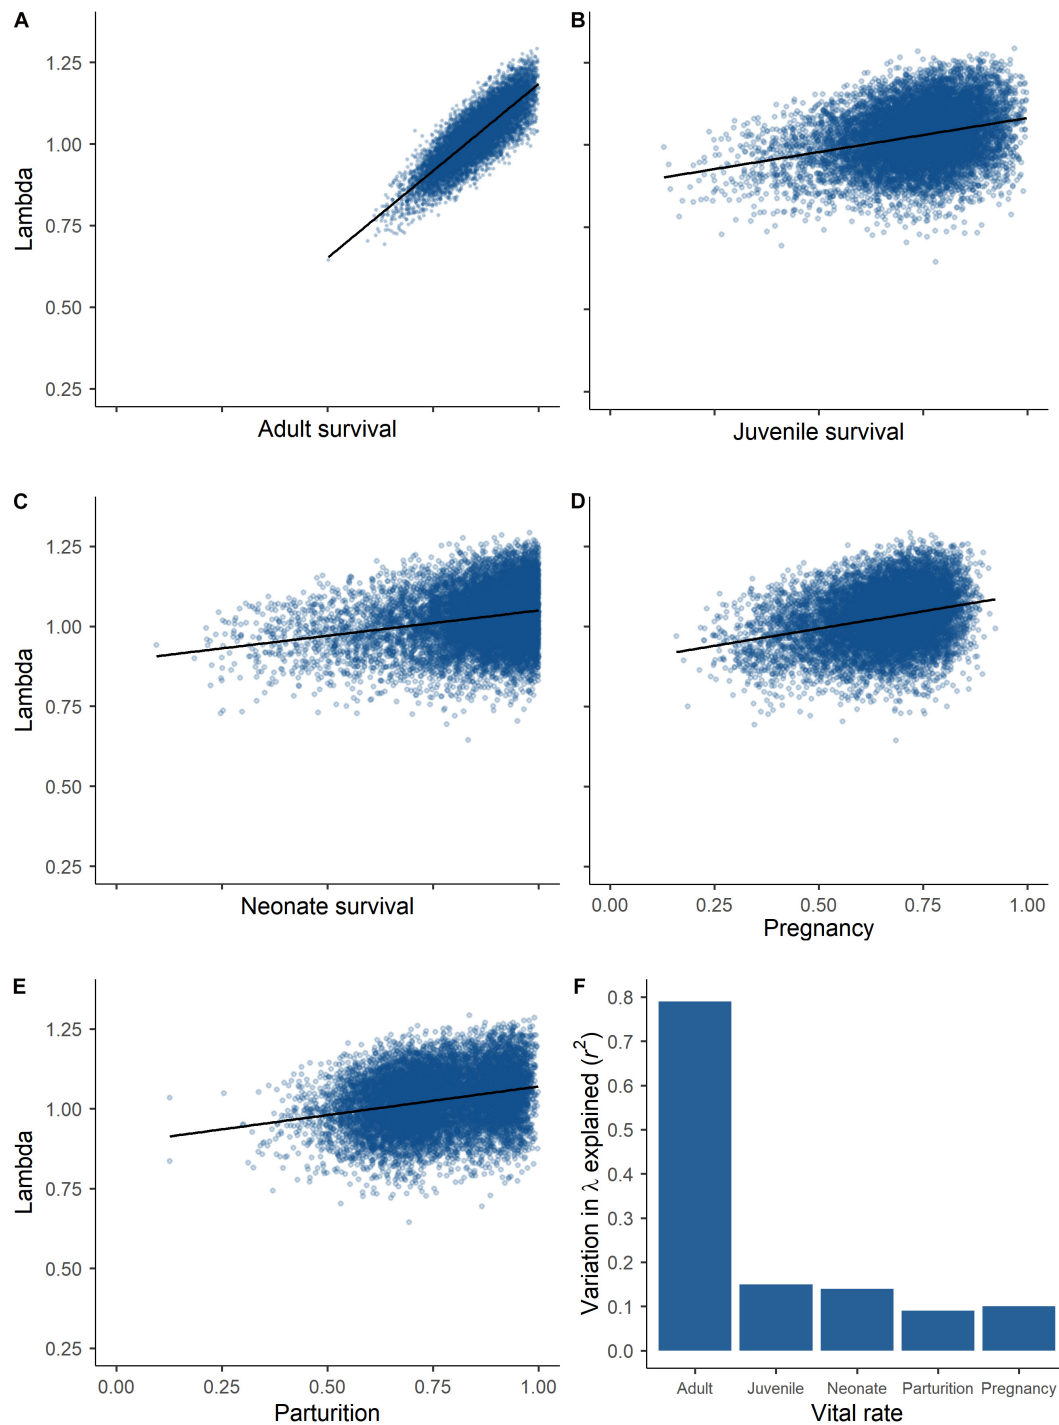 A
B
1.25
1.00
0.75
0.50
0.25
Lambda
Adult survival
Juvenile survival
C
D
1.25
1.00
0.75
0.50
0.25
Lambda
Neonate survival
0.00 0.25 0.50 0.75 1.00
Pregnancy
E
F
1.25
1.00
0.75
0.50
0.25
Lambda
0.00 0.25 0.50 0.75 1.00
Parturition
0.8
0.7
0.6
0.5
0.4
0.3
0.2
0.1
0.0
Variation in λ explained (r²)
Adult Juvenile Neonate Parturition Pregnancy
Vital rate